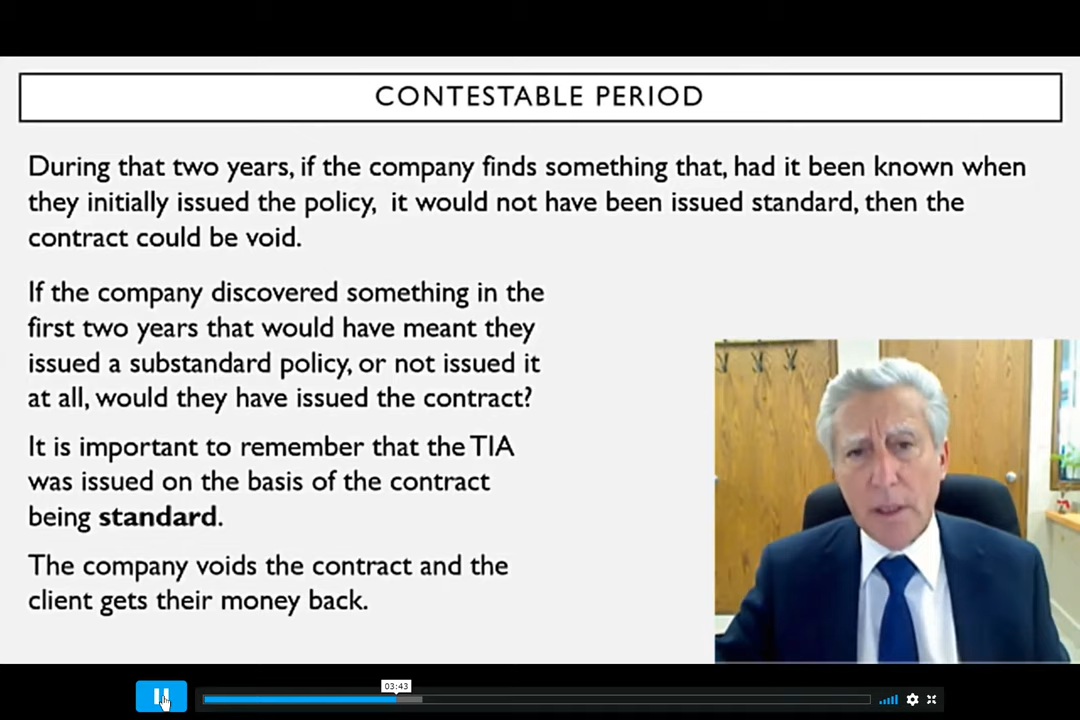 CONTESTABLE PERIOD
During that two years, if the company finds something that, had it been known when
they initially issued the policy, it would not have been issued standard, then the
contract could be void.
If the company discovered something in the
first two years that would have meant they
issued a substandard policy, or not issued it
at all, would they have issued the contract?
It is important to remember that the TIA
was issued on the basis of the contract
being standard.
The company voids the contract and the
client gets their money back.
03:43